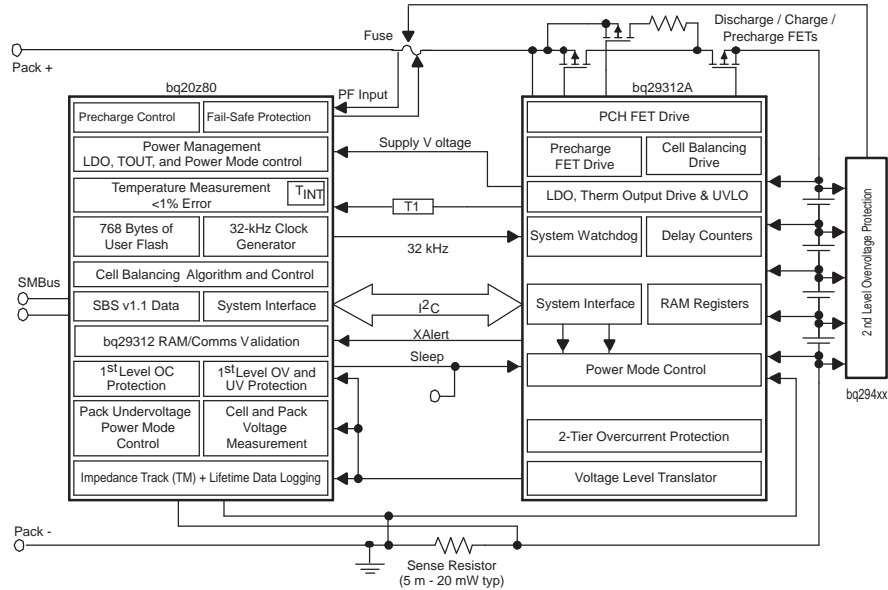 Discharge / Charge /
Precharge FETs
Fuse
Pack +
bq20z80
PF Input
bq29312A
Precharge Control
Fail-Safe Protection
PCH FET Drive
Power Management
LDO, TOUT, and Power Mode control
Supply V oltage
Precharge
FET Drive
Cell Balancing
Drive
Temperature Measurement
<1% Error
TINT
T1
LDO, Therm Output Drive & UVLO
768 Bytes of
User Flash
32-kHz Clock
Generator
32 kHz
System Watchdog
Delay Counters
2 nd Level Overvoltage Protection
Cell Balancing Algorithm and Control
SMBus
SBS v1.1 Data
System Interface
I2C
System Interface
RAM Registers
bq29312 RAM/Comms Validation
XAlert
Sleep
1st Level OC
Protection
1st Level OV and
UV Protection
Power Mode Control
bq294xx
Pack Undervoltage
Power Mode
Control
Cell and Pack
Voltage
Measurement
2-Tier Overcurrent Protection
Impedance Track (TM) + Lifetime Data Logging
Voltage Level Translator
Pack -
Sense Resistor
(5 m - 20 mW typ)